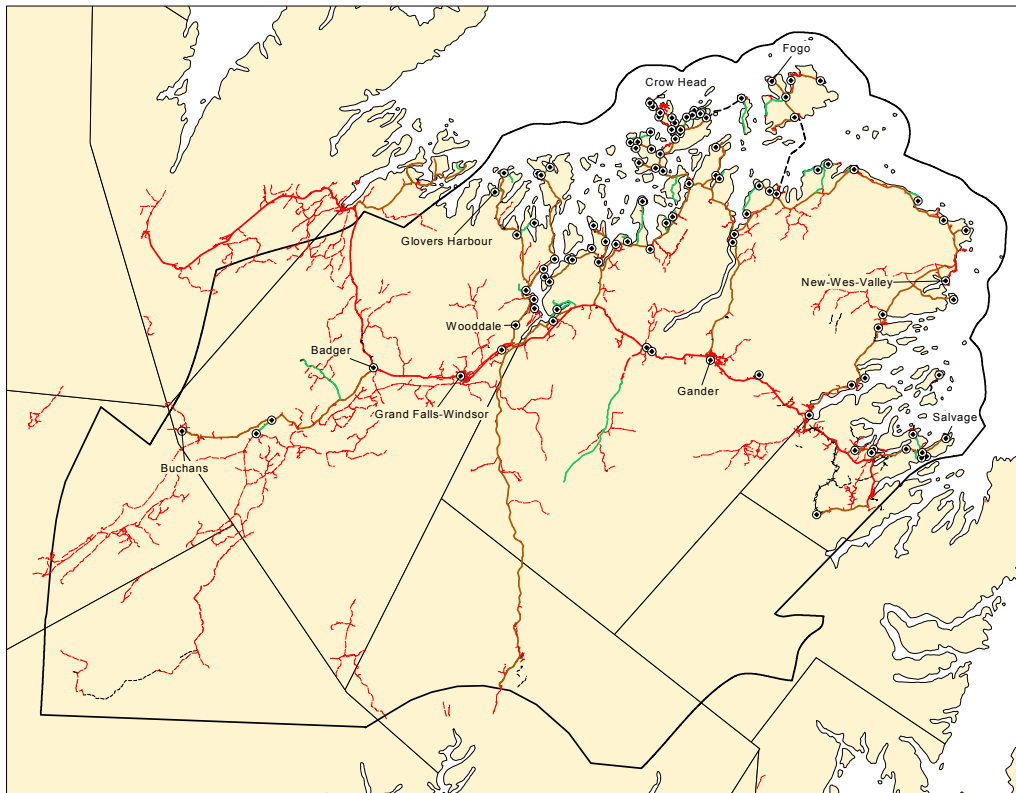 Fogo
Crow Head
Glovers Harbour
New-Wes-Valley
Wooddale
Badger
Gander
Grand Falls-Windsor
Salvage
Buchans